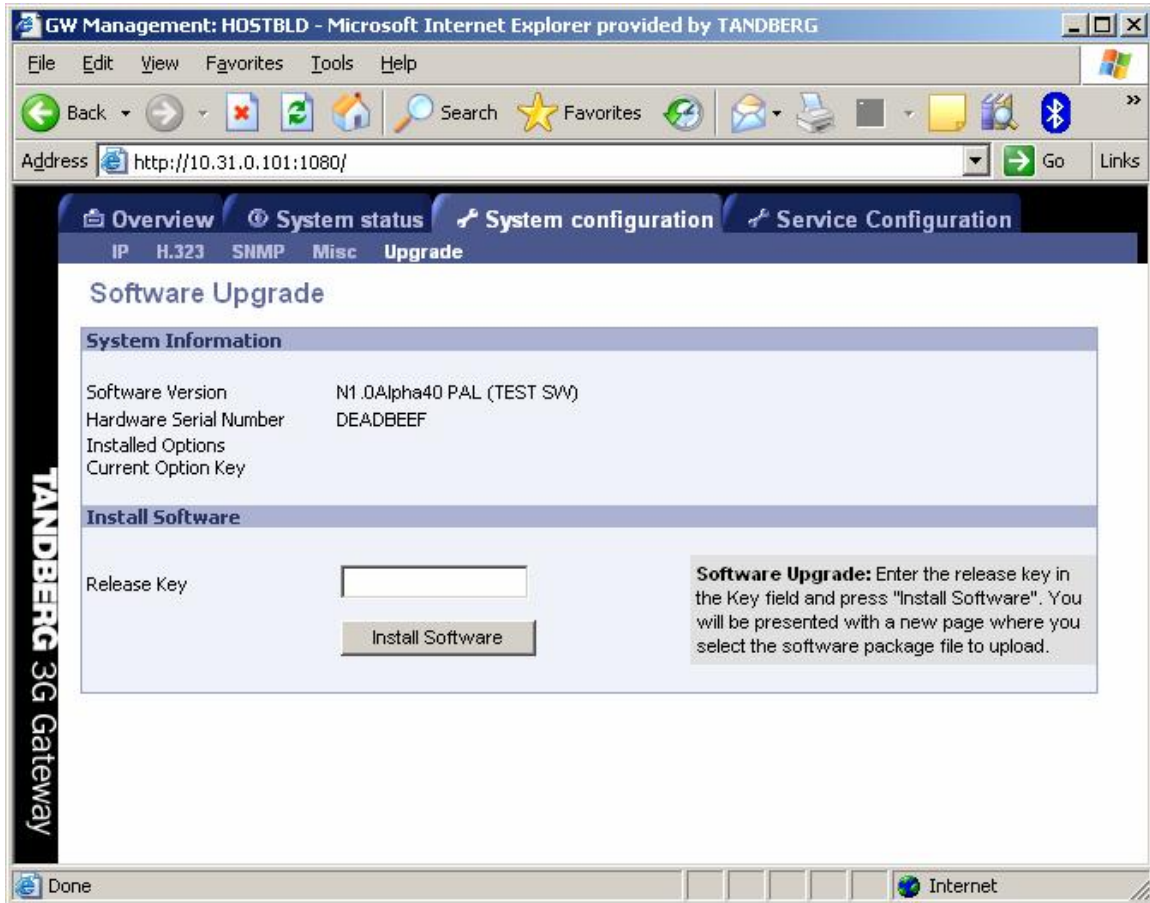 GW Management: HOSTBLD - Microsoft Internet Explorer provided by TANDBERG
File Edit View Favorites Tools Help
Back Search Favorites »
Address http://10.31.0.101:1080/ Go Links
Overview System status System configuration Service Configuration
IP H.323 SNMP Misc Upgrade
Software Upgrade
System Information
Software Version N1.0Alpha40 PAL (TEST SW)
Hardware Serial Number DEADBEEF
Installed Options
Current Option Key
Install Software
Release Key
Install Software
Software Upgrade: Enter the release key in
the Key field and press "Install Software". You
will be presented with a new page where you
select the software package file to upload.
TANDBERG 3G Gateway
Done Internet